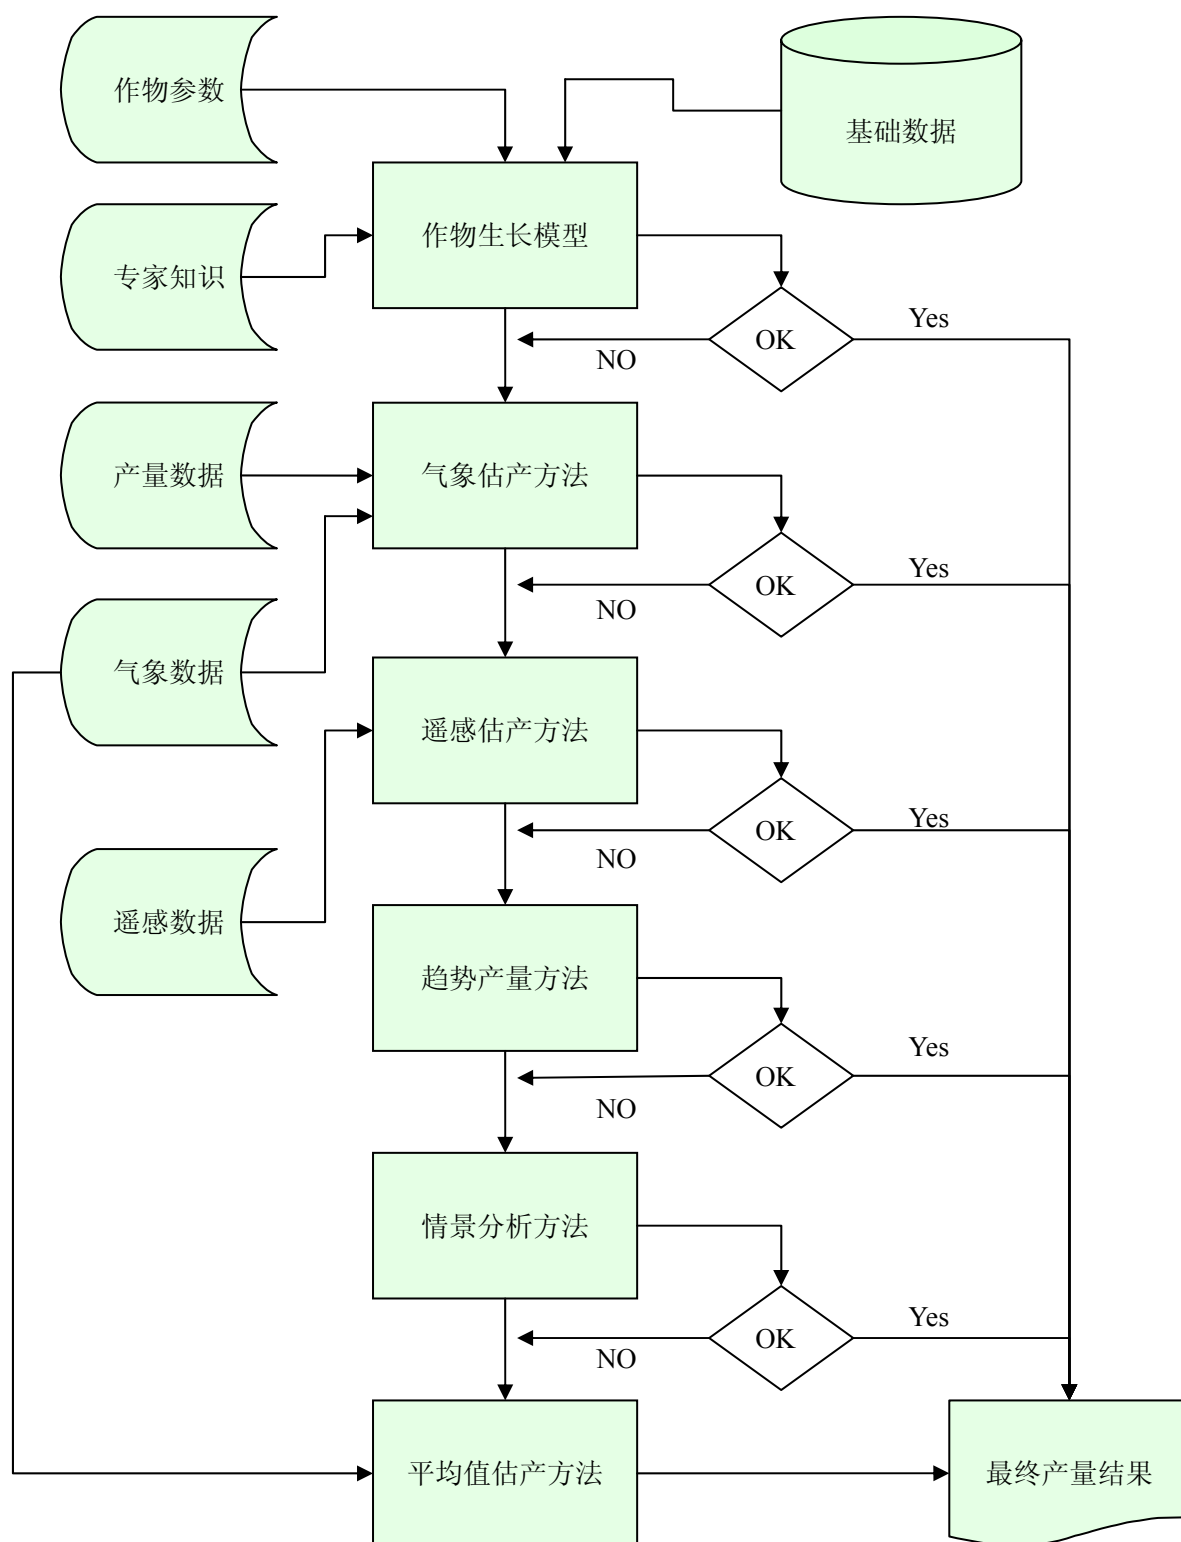 作物参数
基础数据
作物生长模型
专家知识
OK
Yes
NO
产量数据
气象估产方法
OK
Yes
NO
气象数据
遥感估产方法
OK
Yes
NO
遥感数据
趋势产量方法
OK
Yes
NO
情景分析方法
OK
Yes
NO
平均值估产方法
最终产量结果